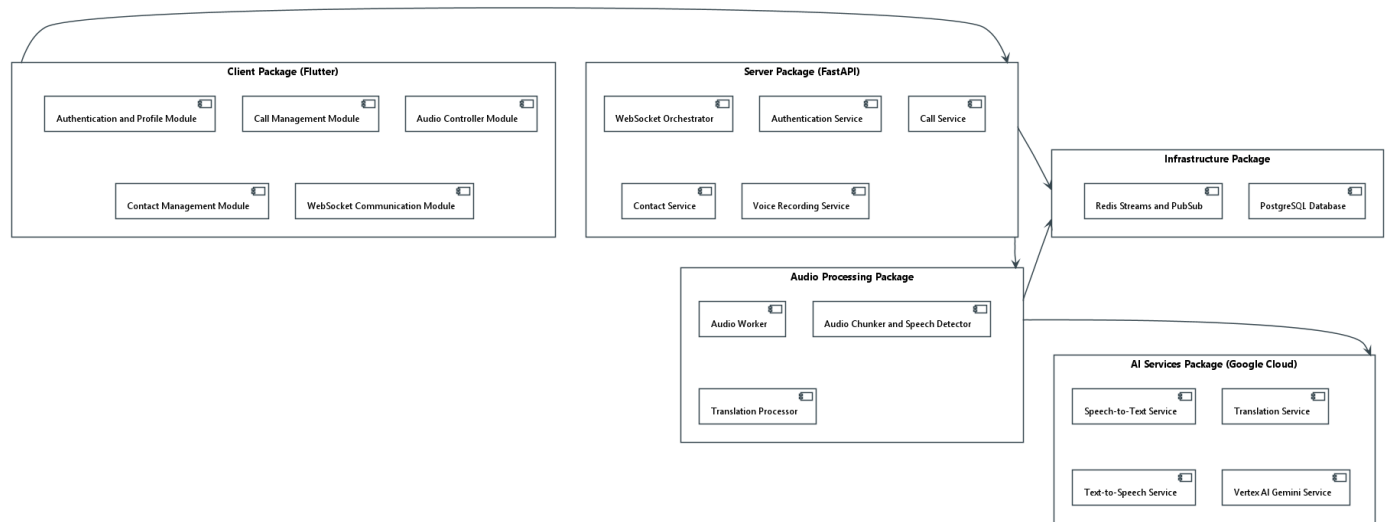 Client Package (Flutter)
Authentication and Profile Module
Call Management Module
Audio Controller Module
Contact Management Module
WebSocket Communication Module
Server Package (FastAPI)
WebSocket Orchestrator
Authentication Service
Call Service
Contact Service
Voice Recording Service
Infrastructure Package
Redis Streams and PubSub
PostgreSQL Database
Audio Processing Package
Audio Worker
Audio Chunker and Speech Detector
Translation Processor
AI Services Package (Google Cloud)
Speech-to-Text Service
Translation Service
Text-to-Speech Service
Vertex AI Gemini Service